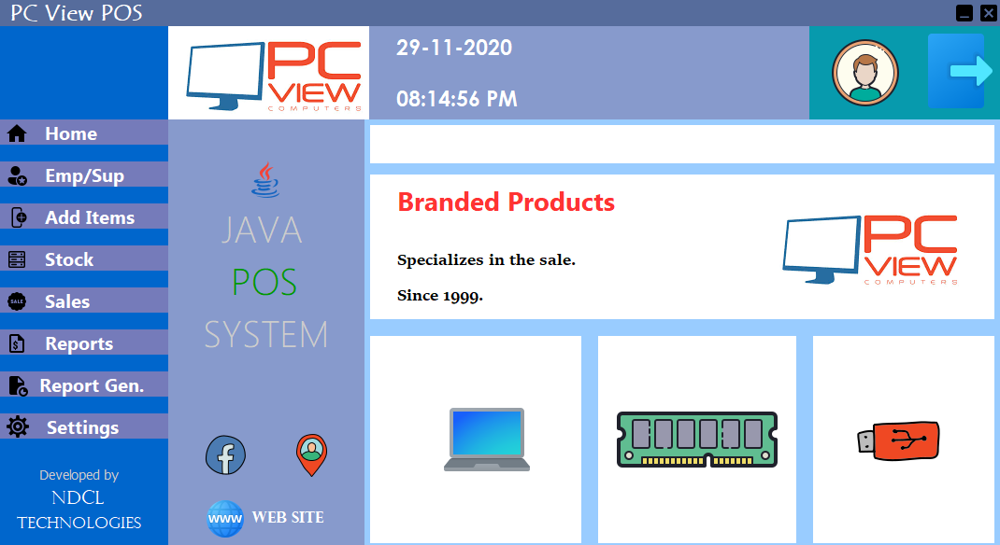 PC View POS
PC
VIEW
COMPUTERS
29-11-2020
08:14:56 PM
Home
Emp/Sup
Add Items
Stock
SALE
Sales
Reports
Report Gen.
Settings
Developed by
NDCL
TECHNOLOGIES
JAVA
POS
SYSTEM
f
www
WEB SITE
Branded Products
Specializes in the sale.
Since 1999.
PC
VIEW
COMPUTERS